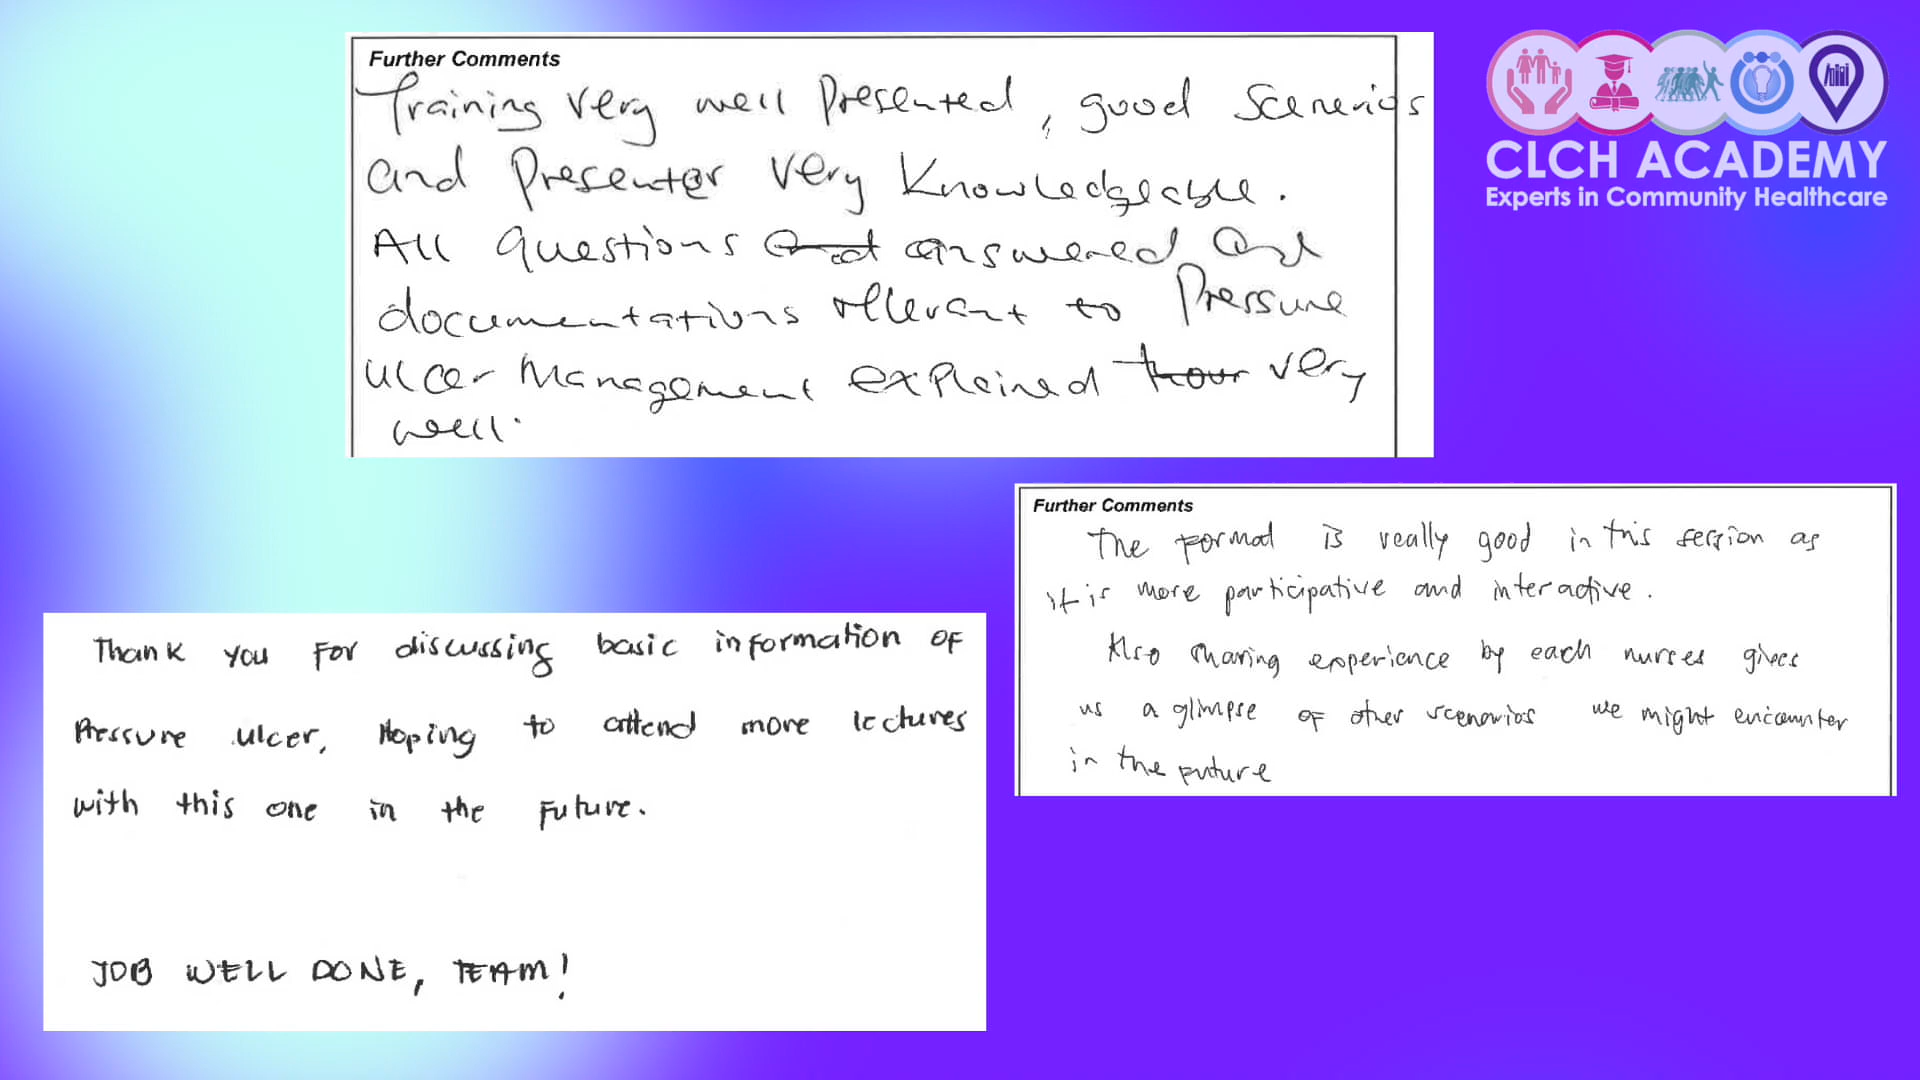 Further Comments
Training very well Presented, good Scenerios
and Presenter very Knowledgeable.
All questions and answered and
documentations rellevant to Pressure
ulcer Management explained hour very
well.
CLCH ACADEMY
Experts in Community Healthcare
Further Comments
The format is really good in this session as
it is more participative and interactive.
Also sharing experience by each nurses gives
us a glimpse of other scenarios we might encounter
in the future
Thank you for discussing basic information of
Pressure ulcer, Hoping to attend more lectures
with this one in the future.
JOB WELL DONE, TEAM!